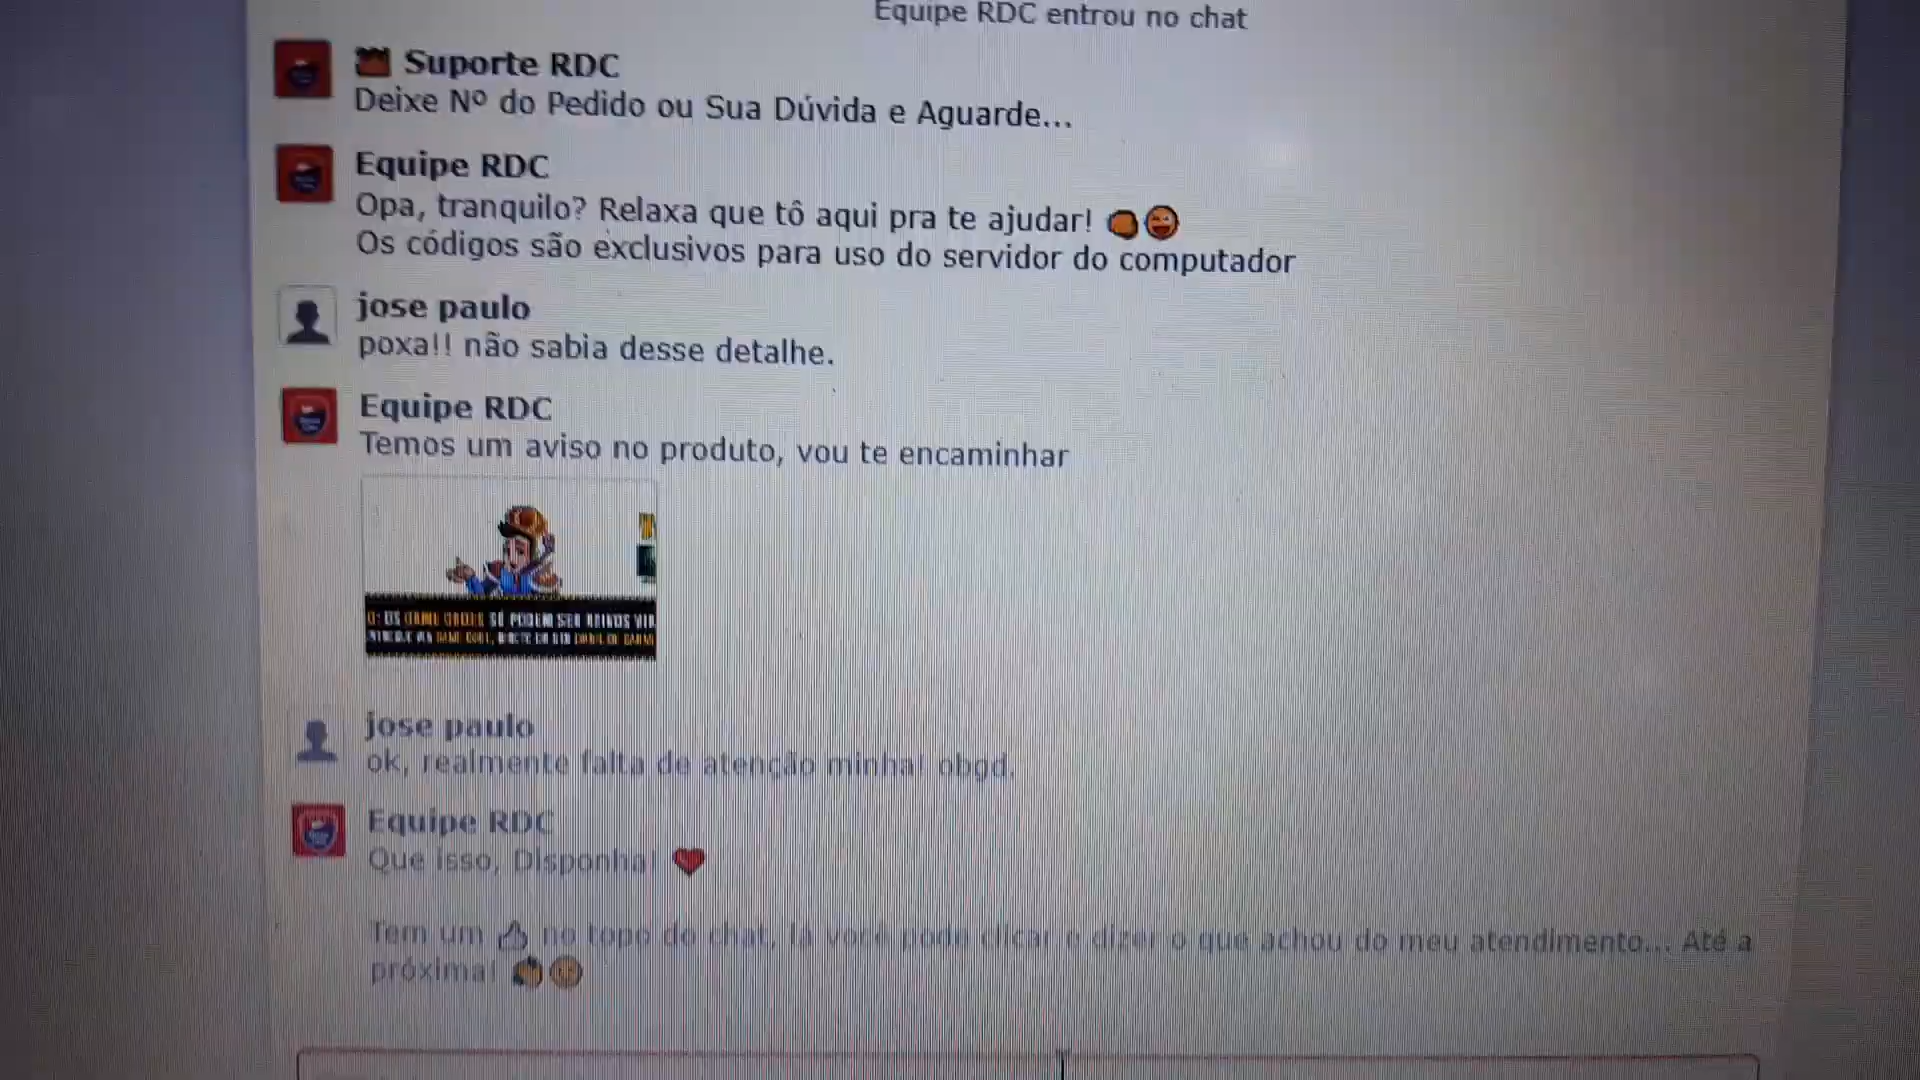 Equipe RDC entrou no chat
Suporte RDC
Deixe Nº do Pedido ou Sua Dúvida e Aguarde...
Equipe RDC
Opa, tranquilo? Relaxa que tô aqui pra te ajudar!
Os códigos são exclusivos para uso do servidor do computador
jose paulo
poxa!! não sabia desse detalhe.
Equipe RDC
Temos um aviso no produto, vou te encaminhar
SÓ PODEM SER
jose paulo
ok, realmente falta de atenção minha! obgd.
Equipe RDC
Que isso, Disponha!
Tem um no topo do chat, lá você pode clicar e dizer o que achou do meu atendimento... Até a
próxima!